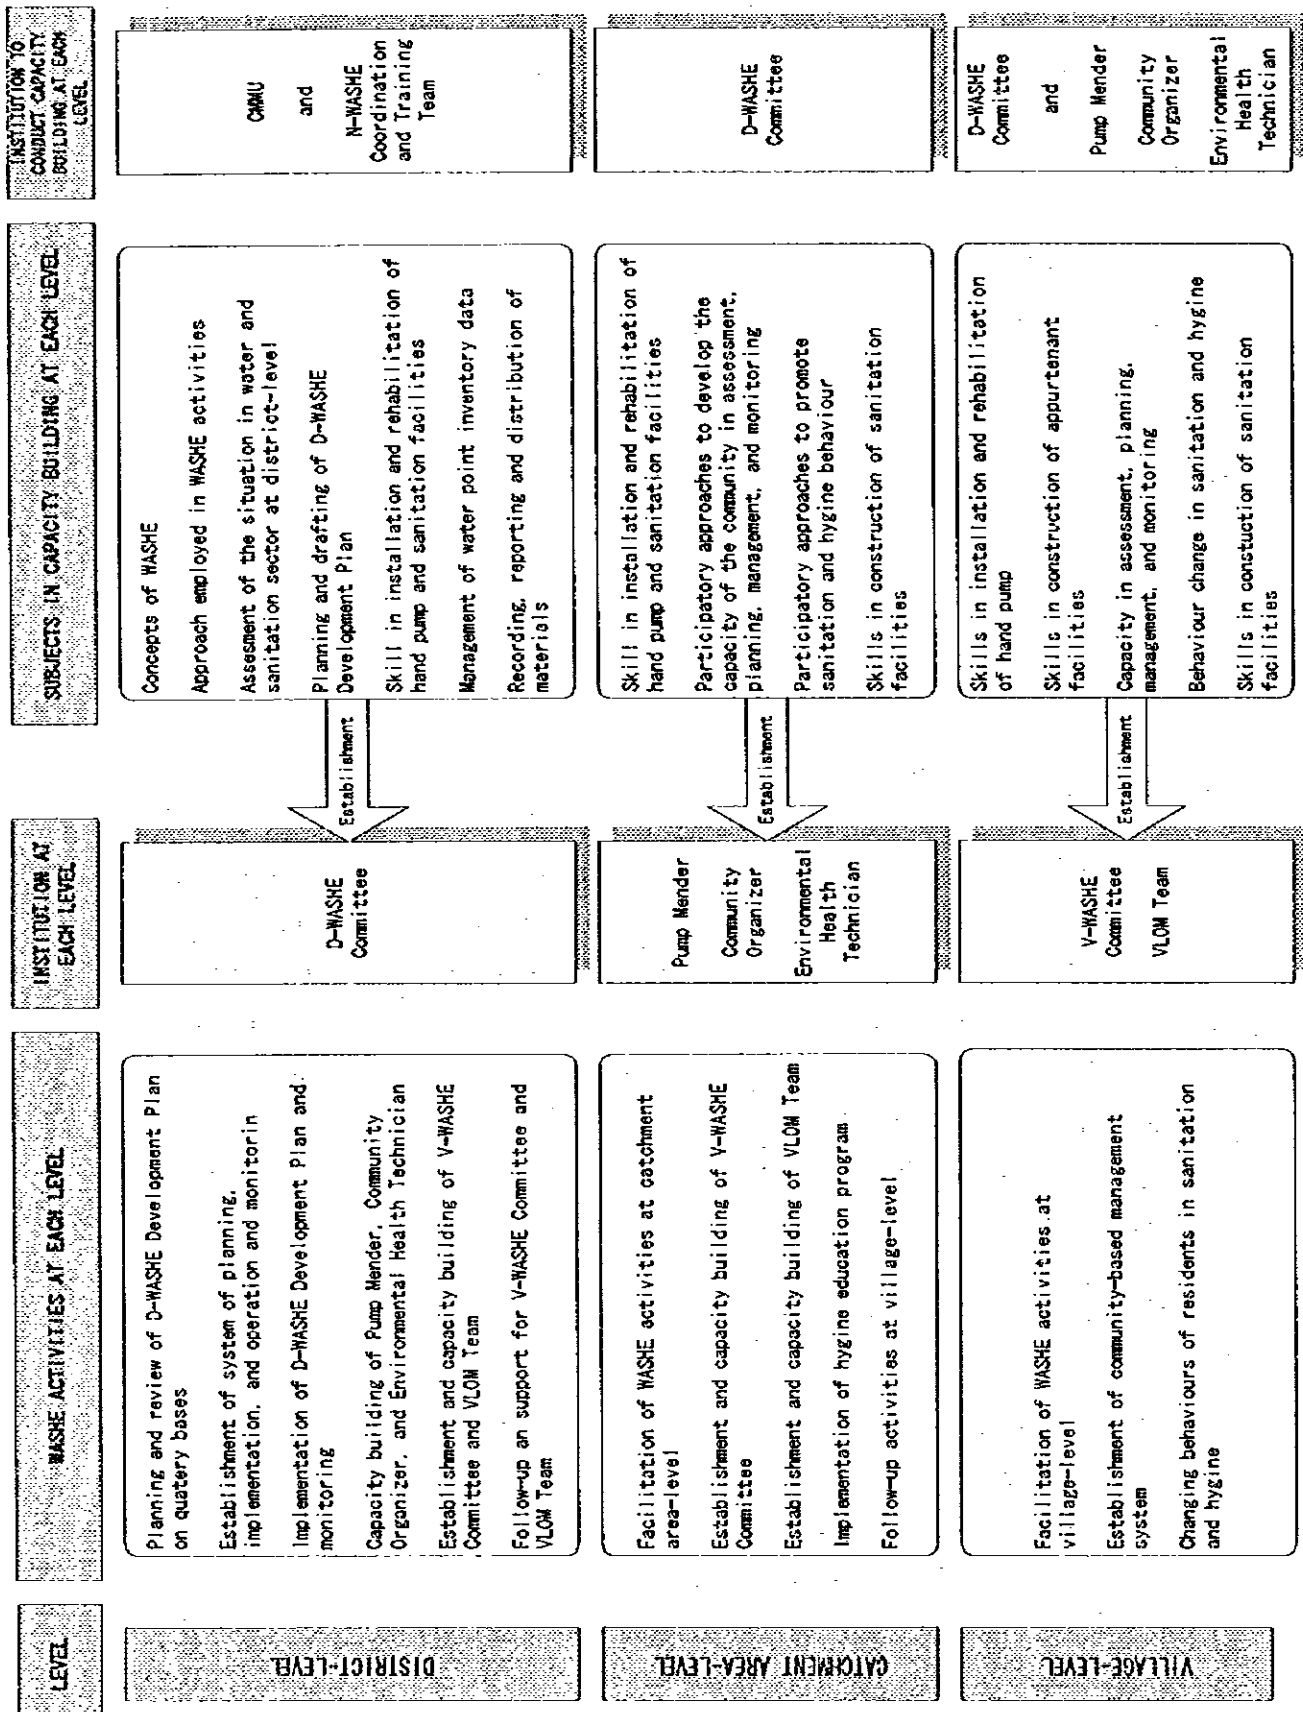 LEVEL
WASHE ACTIVITIES AT EACH LEVEL
INSTITUTION AT
EACH LEVEL
SUBJECTS IN CAPACITY BUILDING AT EACH LEVEL
INSTITUTION TO
CONDUCT CAPACITY
BUILDING AT EACH
LEVEL
DISTRICT-LEVEL
Planning and review of D-WASHE Development Plan
on quatery bases
Establishment of system of planning,
implementation, and operation and monitorin
Implementation of D-WASHE Development Plan and
monitoring
Capacity building of Pump Mender, Community
Organizer, and Environmental Health Technician
Establishment and capacity building of V-WASHE
Committee and VLOM Team
Follow-up an support for V-WASHE Committee and
VLOM Team
D-WASHE
Committee
Establishment
Concepts of WASHE
Approach employed in WASHE activities
Assesment of the situation in water and
sanitation sector at district-level
Planning and drafting of D-WASHE
Development Plan
Skill in installation and rehabilitation of
hand pump and sanitation facilities
Management of water point inventory data
Recording, reporting and distribution of
materials
CMMU
and
N-WASHE
Coordination
and Training
Team
CATCHMENT AREA-LEVEL
Facilitation of WASHE activities at catchment
area-level
Establishment and capacity building of V-WASHE
Committee
Establishment and capacity building of VLOM Team
Implementation of hygine education program
Follow-up activities at village-level
Pump Mender
Community
Organizer
Environmental
Health
Technician
Establishment
Skill in installation and rehabilitation of
hand pump and sanitation facilities
Participatory approaches to develop the
capacity of the community in assessment,
planning, management, and monitoring
Participatory approaches to promote
sanitation and hygine behaviour
Skills in construction of sanitation
facilities
D-WASHE
Committee
VILLAGE-LEVEL
Facilitation of WASHE activities at
village-level
Establishment of community-based management
system
Changing behaviours of residents in sanitation
and hygine
V-WASHE
Committee
VLOM Team
Establishment
Skills in installation and rehabilitation
of hand pump
Skills in construction of appurtenant
facilities
Capacity in assessment, planning,
management, and monitoring
Behaviour change in sanitation and hygine
Skills in constuction of sanitation
facilities
D-WASHE
Committee
and
Pump Mender
Community
Organizer
Environmental
Health
Technician